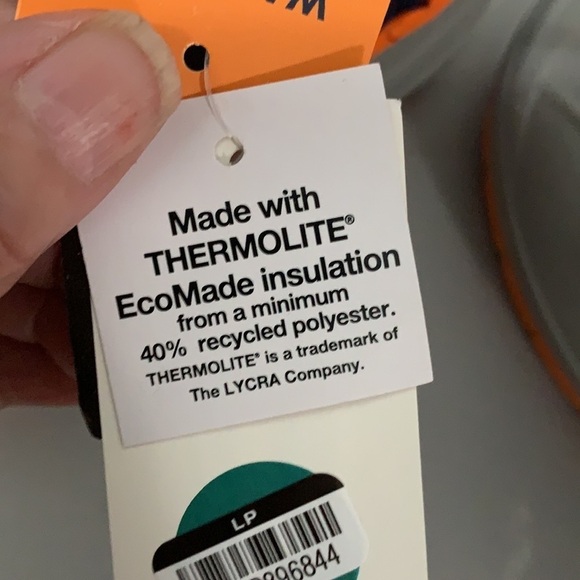 Made with
THERMOLITE®
EcoMade insulation
from a minimum
40% recycled polyester.
THERMOLITE® is a trademark of
The LYCRA Company.
LP